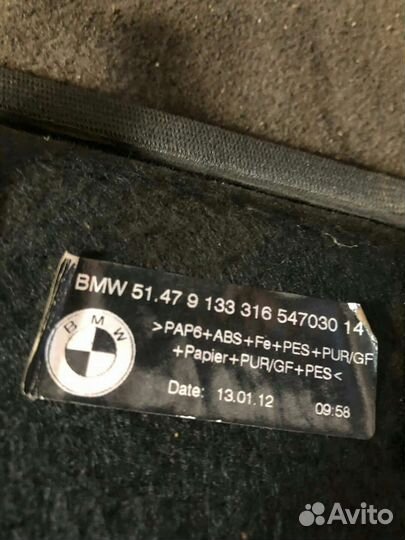 BMW 51.47 9 133 316 547030 14
>PAP6+ABS+Fe+PES+PUR/GF
+Papier+PUR/GF+PES<
BMW
Date: 13.01.12 09:58
Avito